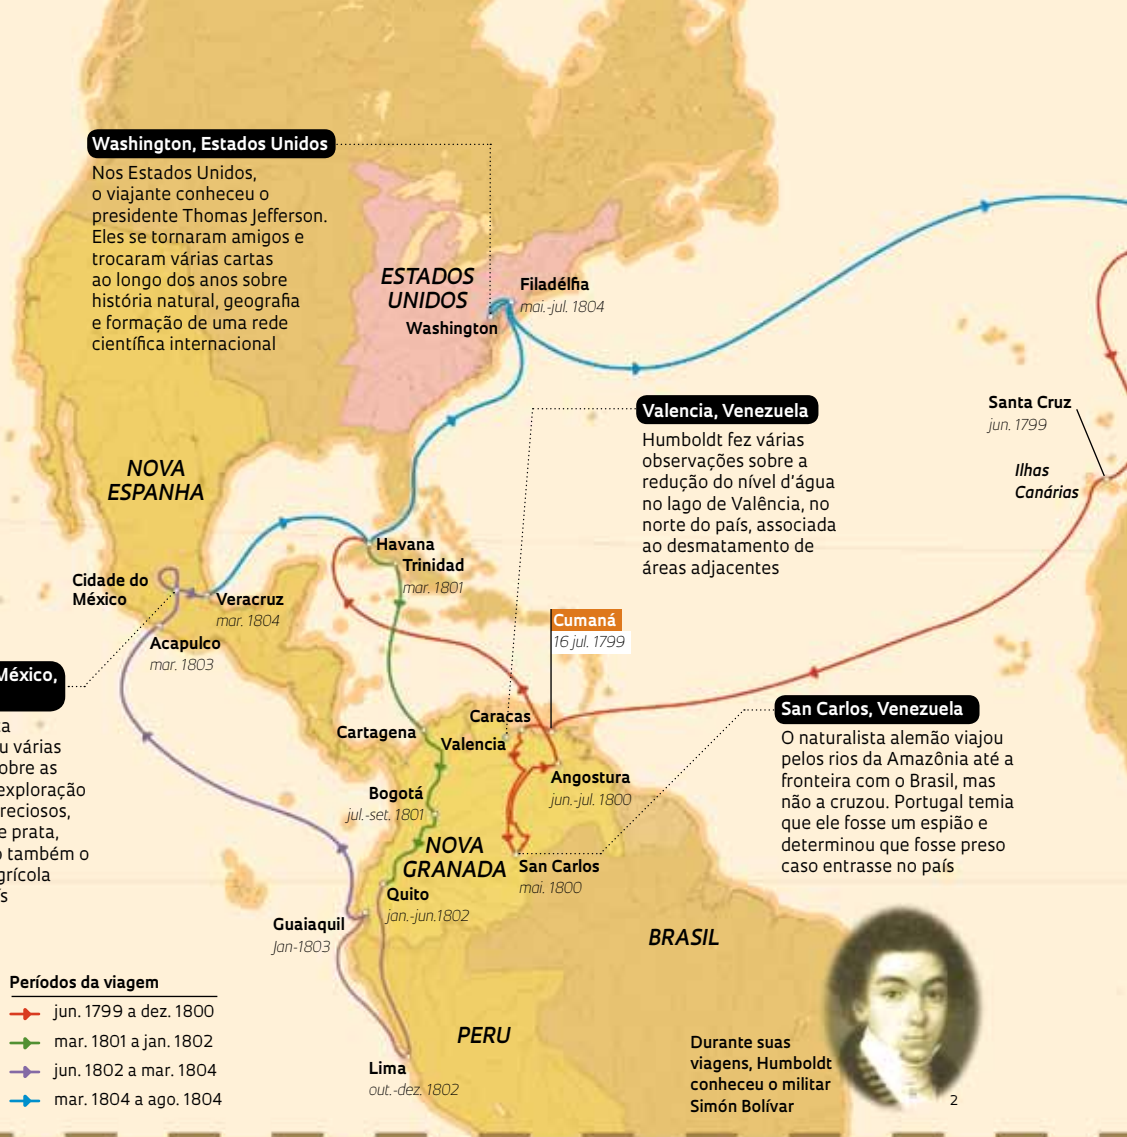 Washington, Estados Unidos
Nos Estados Unidos,
o viajante conheceu o
presidente Thomas Jefferson.
Eles se tornaram amigos e
trocaram várias cartas
ao longo dos anos sobre
história natural, geografia
e formação de uma rede
científica internacional
ESTADOS
UNIDOS
Filadélfia
mai.-jul. 1804
Washington
Valencia, Venezuela
Humboldt fez várias
observações sobre a
redução do nível d’água
no lago de Valência, no
norte do país, associada
ao desmatamento de
áreas adjacentes
Santa Cruz
jun. 1799
Ilhas
Canárias
NOVA
ESPANHA
Havana
Trinidad
mar. 1801
Cidade do
México
Veracruz
mar. 1804
Acapulco
mar. 1803
Cumaná
16 jul. 1799
México,
u várias
obre as
exploração
reciosos,
e prata,
o também o
grícola
Caracas
Cartagena
Valencia
Angostura
jun.-jul. 1800
Bogotá
jul.-set. 1801
NOVA
GRANADA
San Carlos
mai. 1800
Quito
jan.-jun.1802
Guaiaquil
Jan-1803
San Carlos, Venezuela
O naturalista alemão viajou
pelos rios da Amazônia até a
fronteira com o Brasil, mas
não a cruzou. Portugal temia
que ele fosse um espião e
determinou que fosse preso
caso entrasse no país
BRASIL
PERU
Lima
out.-dez. 1802
Períodos da viagem
jun. 1799 a dez. 1800
mar. 1801 a jan. 1802
jun. 1802 a mar. 1804
mar. 1804 a ago. 1804
Durante suas
viagens, Humboldt
conheceu o militar
Simón Bolívar
2